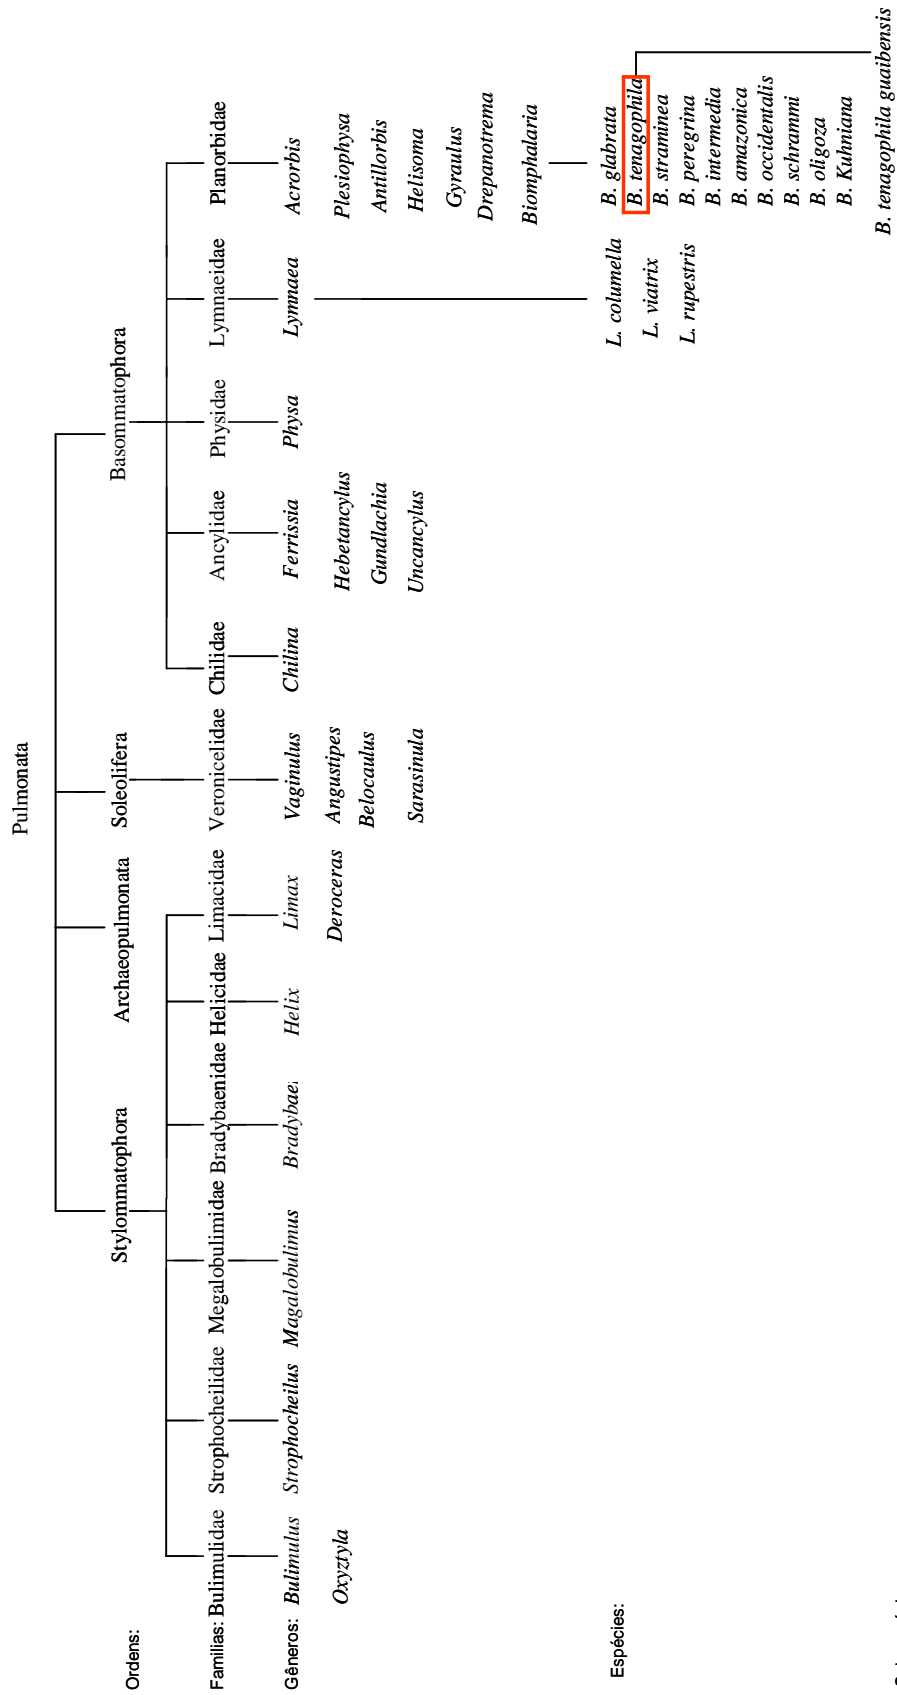 Pulmonata
Ordens: Stylommatophora Archaeopulmonata Soleolifera Basommatophora
Familias: Bulimulidae Strophocheilidae Megalobulimidae Bradybaenidae Helicidae Limacidae Veronicelidae Chilidae Ancylidae Physidae Lymnaeidae Planorbidae
Gêneros: Bulimulus Strophocheilus Magalobulimus Bradybae Helix Limax Vaginulus Chilina Ferrissia Physa Lymnaea Acrorbis
Oxyztyla Deroceras Angustipes Hebetancylus Plesiophysa
Belocaulus Gundlachia Antillorbis
Sarasinula Uncancylus Helisoma
Gyraulus
Drepanorema
Biomphalaria
Espécies: L. columella B. glabrata
B. tenagophila
L. viatrix B. straminea
L. rupestris B. peregrina
B. intermedia
B. amazonica
B. occidentalis
B. schrammi
B. oligoza
B. Kuhniana
B. tenagophila guaibensis